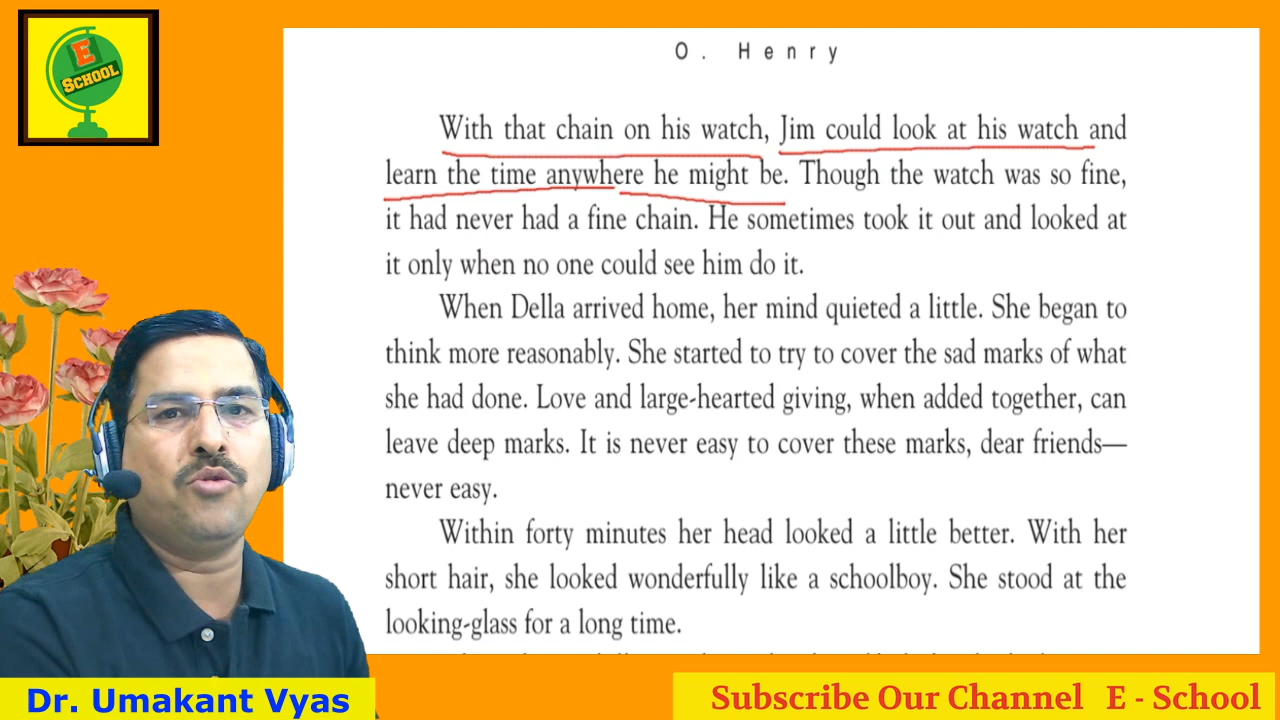 E
SCHOOL
O. Henry
With that chain on his watch, Jim could look at his watch and
learn the time anywhere he might be. Though the watch was so fine,
it had never had a fine chain. He sometimes took it out and looked at
it only when no one could see him do it.
When Della arrived home, her mind quieted a little. She began to
think more reasonably. She started to try to cover the sad marks of what
she had done. Love and large-hearted giving, when added together, can
leave deep marks. It is never easy to cover these marks, dear friends—
never easy.
Within forty minutes her head looked a little better. With her
short hair, she looked wonderfully like a schoolboy. She stood at the
looking-glass for a long time.
Dr. Umakant Vyas
Subscribe Our Channel E - School